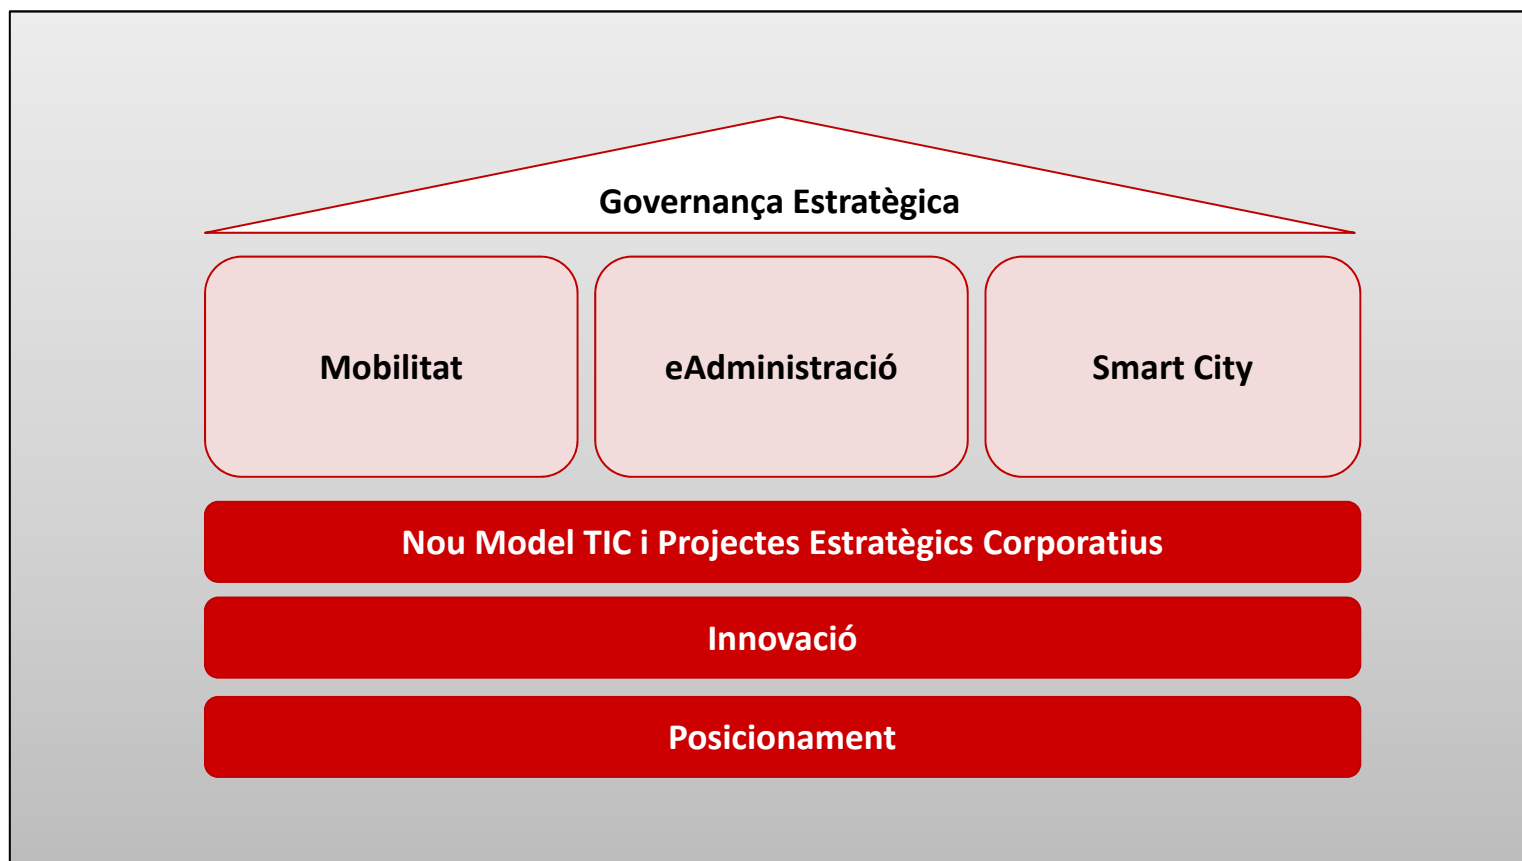 Governança Estratègica
Mobilitat
eAdministració
Smart City
Nou Model TIC i Projectes Estratègics Corporatius
Innovació
Posicionament